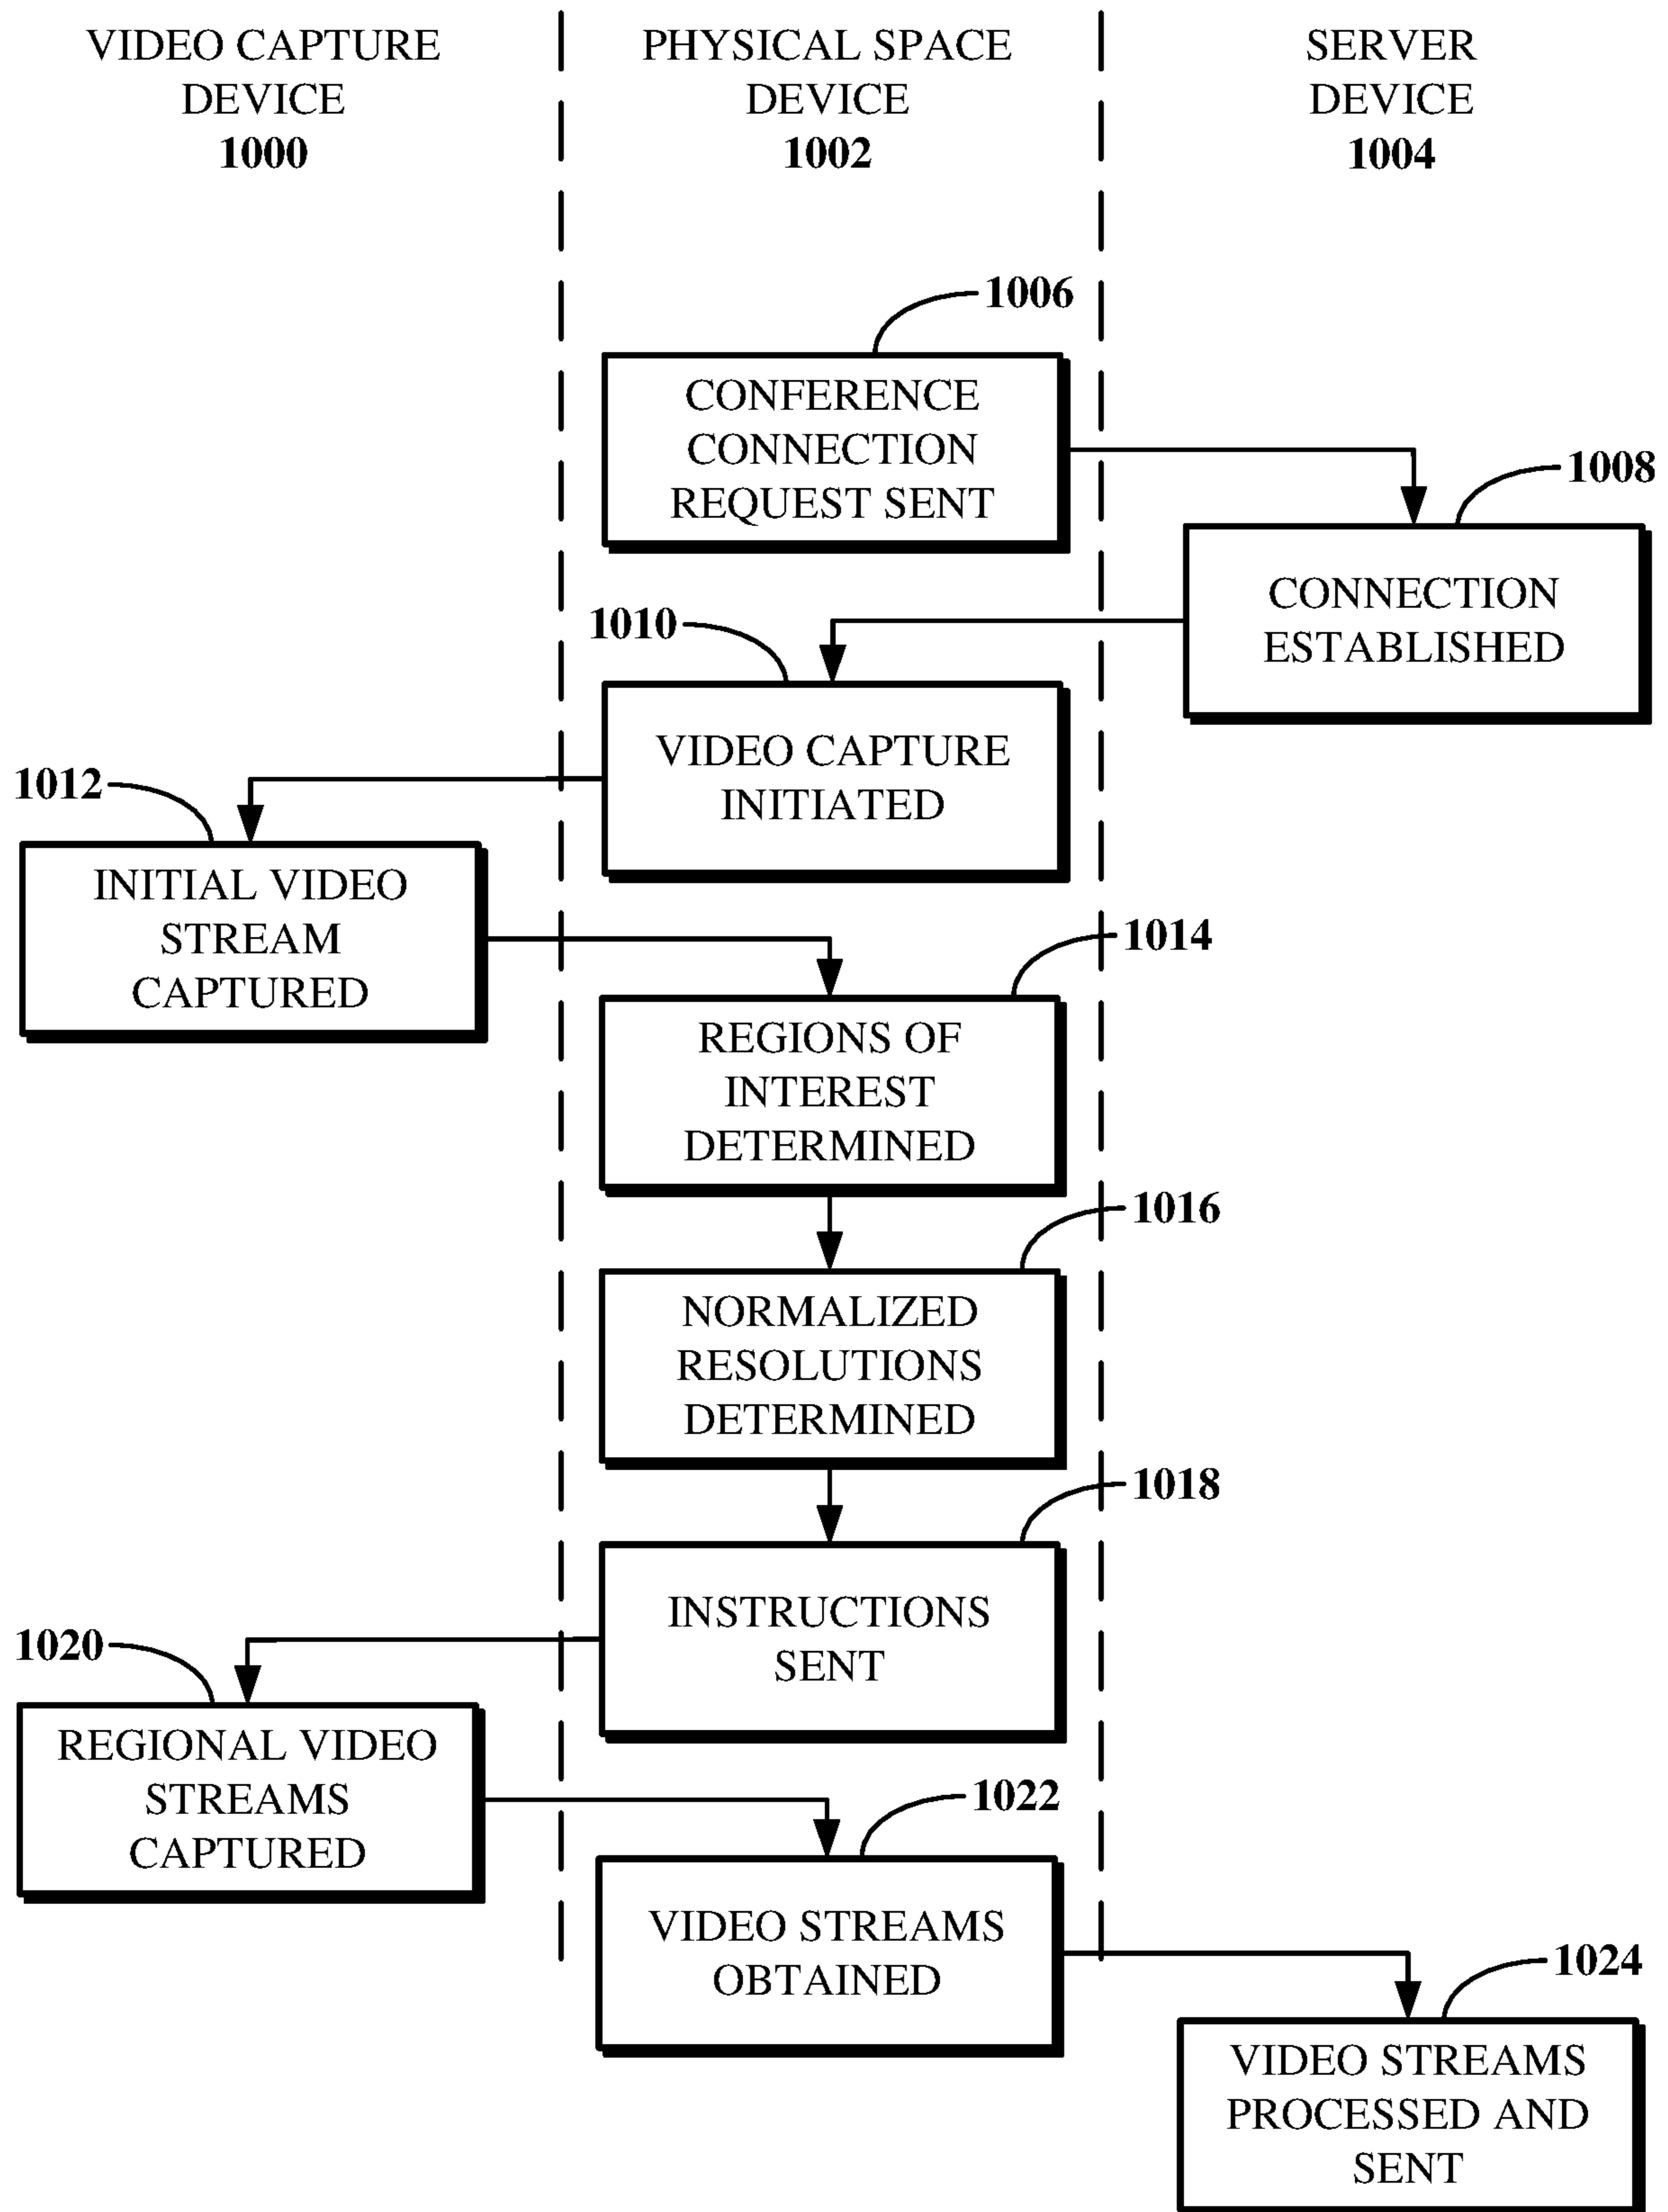 VIDEO CAPTURE
DEVICE
1000
PHYSICAL SPACE
DEVICE
1002
SERVER
DEVICE
1004
1006
CONFERENCE
CONNECTION
REQUEST SENT
1008
CONNECTION
ESTABLISHED
1010
VIDEO CAPTURE
INITIATED
1012
INITIAL VIDEO
STREAM
CAPTURED
1014
REGIONS OF
INTEREST
DETERMINED
1016
NORMALIZED
RESOLUTIONS
DETERMINED
1018
INSTRUCTIONS
SENT
1020
REGIONAL VIDEO
STREAMS
CAPTURED
1022
VIDEO STREAMS
OBTAINED
1024
VIDEO STREAMS
PROCESSED AND
SENT